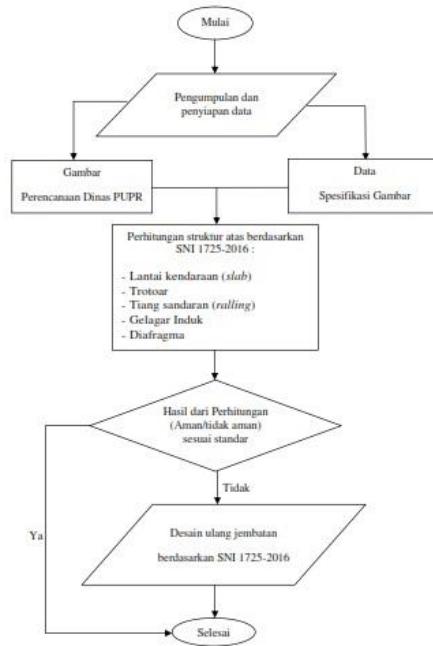 Mulai
Pengumpulan dan
penyiapan data
Gambar
Perencanaan Dinas PUPR
Data
Spesifikasi Gambar
Perhitungan struktur atas berdasarkan
SNI 1725-2016 :
- Lantai kendaraan (slab)
- Trotoar
- Tiang sandaran (ralling)
- Gelagar Induk
- Diafragma
Hasil dari Perhitungan
(Aman/tidak aman)
sesuai standar
Tidak
Ya
Desain ulang jembatan
berdasarkan SNI 1725-2016
Selesai